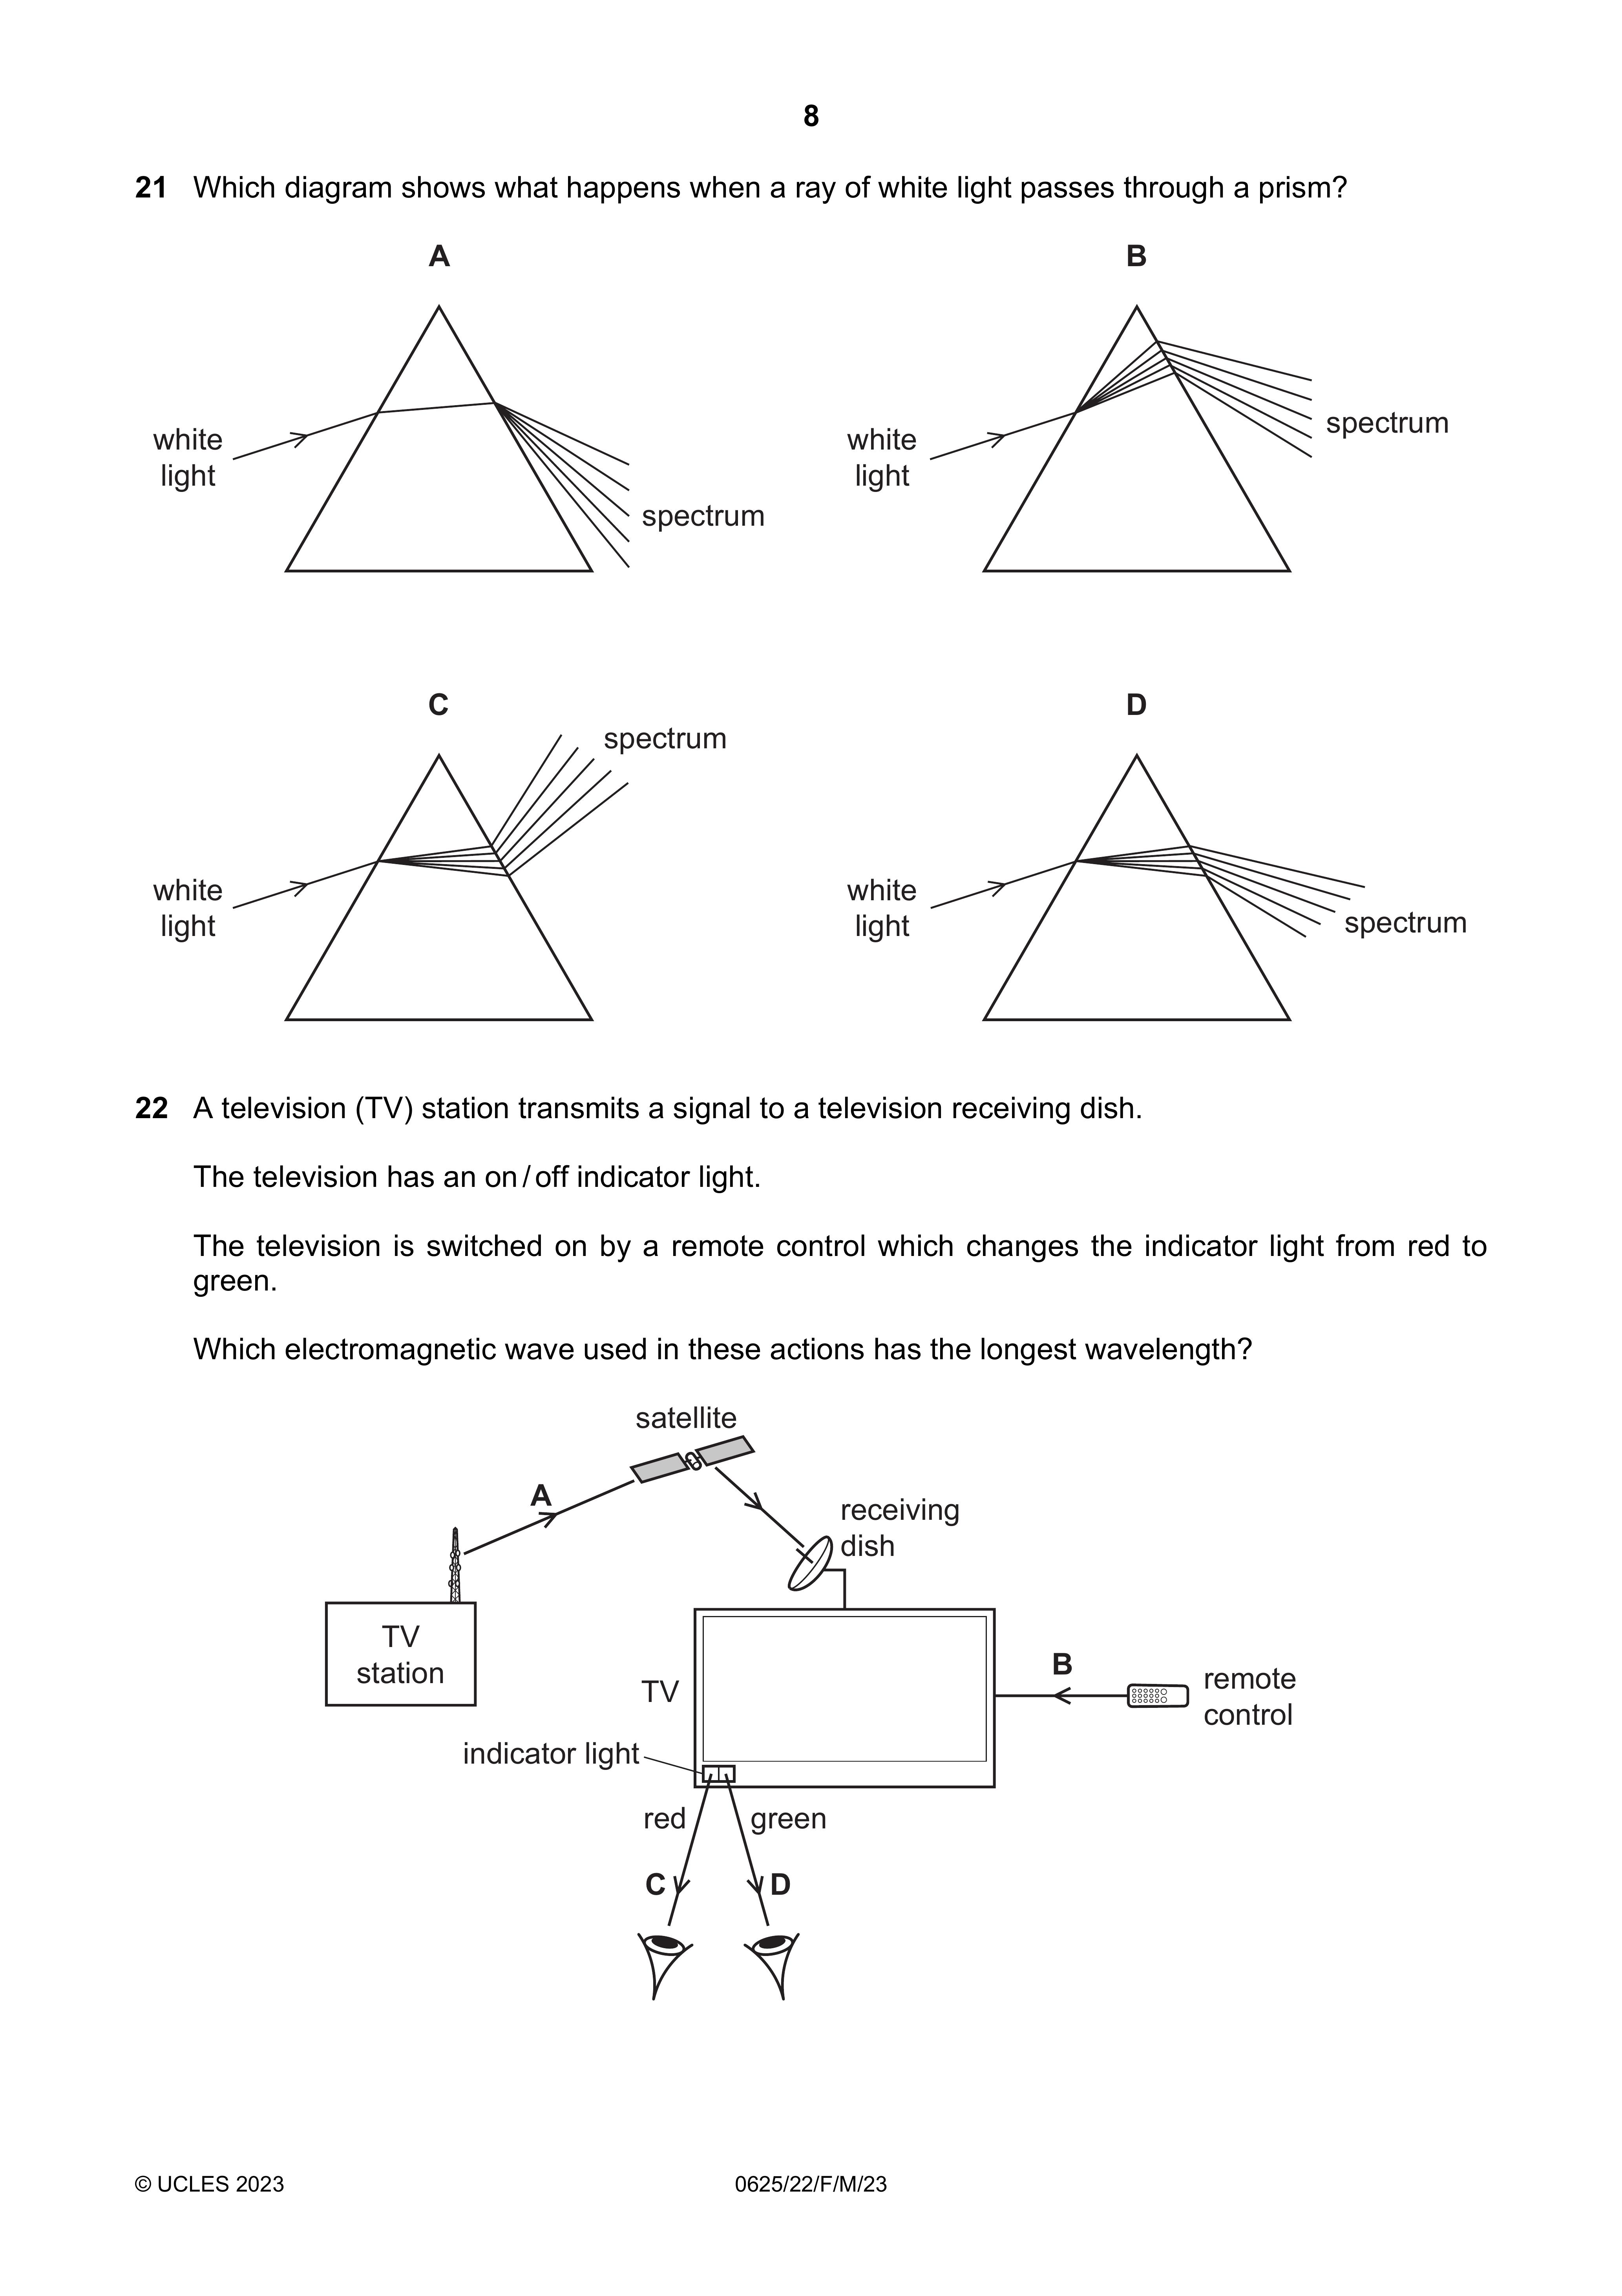 8
21 Which diagram shows what happens when a ray of white light passes through a prism?
A
B
white
light
spectrum
white
light
spectrum
C
D
spectrum
white
light
white
light
spectrum
22 A television (TV) station transmits a signal to a television receiving dish.
The television has an on / off indicator light.
The television is switched on by a remote control which changes the indicator light from red to
green.
Which electromagnetic wave used in these actions has the longest wavelength?
satellite
A
receiving
dish
TV
station
TV
B
remote
control
indicator light
red
green
C
D
© UCLES 2023
0625/22/F/M/23